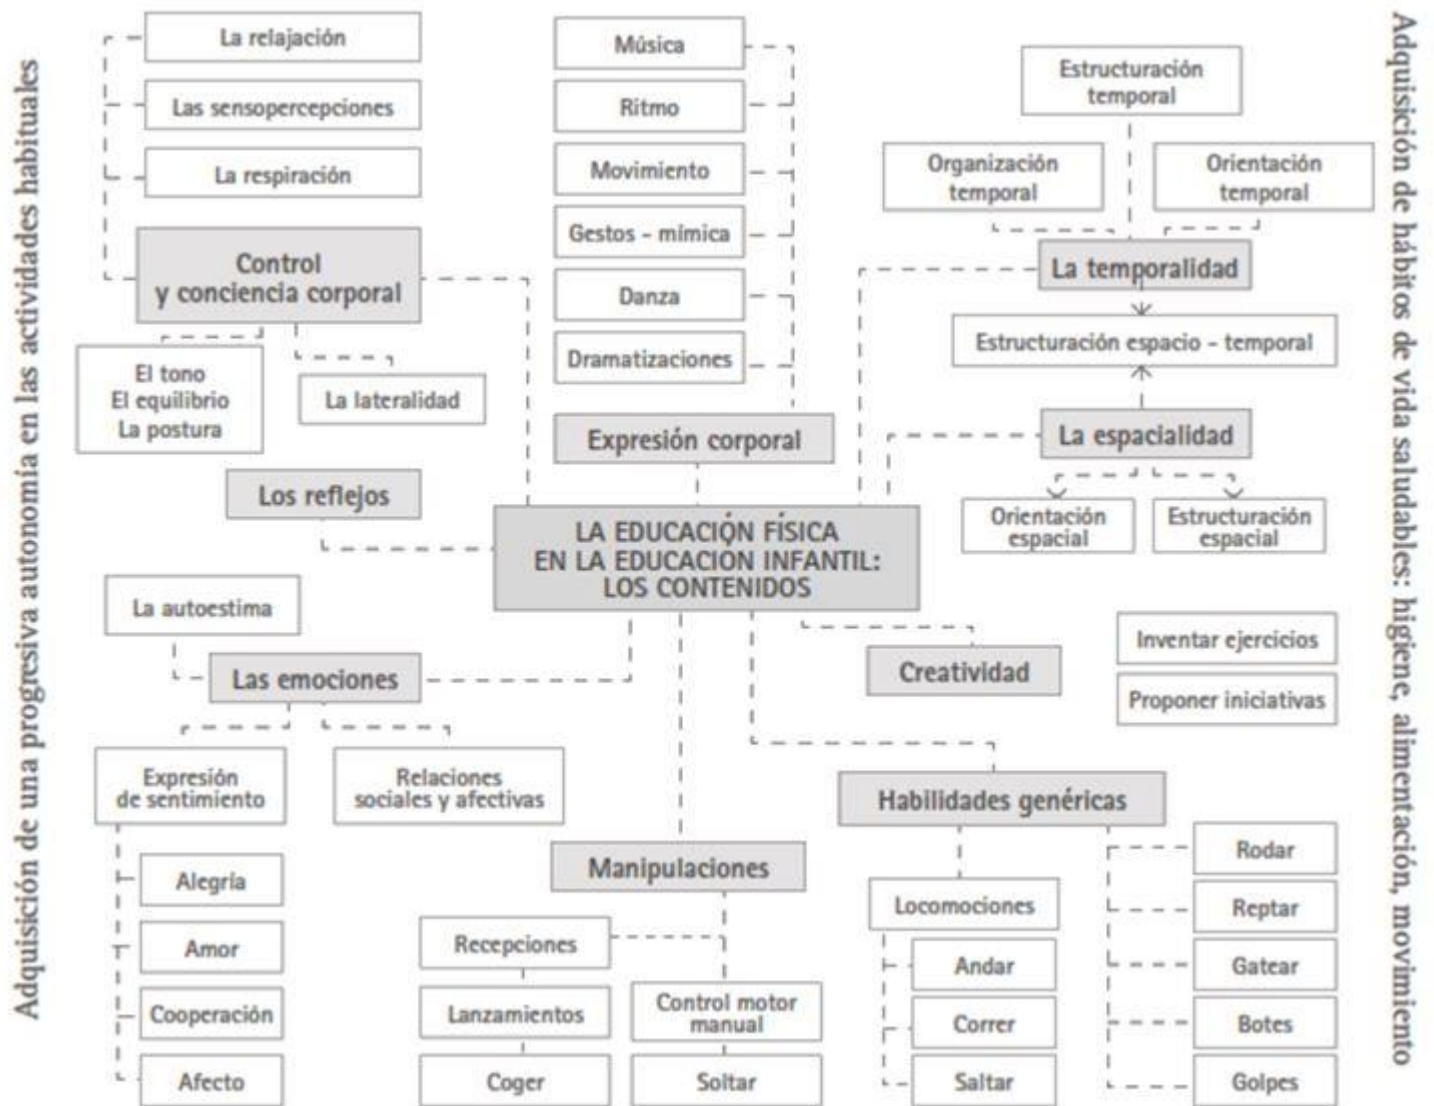 Adquisición de una progresiva autonomía en las actividades habituales
La relajación
Las sensopercepciones
La respiración
Control
y conciencia corporal
El tono
El equilibrio
La postura
La lateralidad
Los reflejos
Música
Ritmo
Movimiento
Gestos - mímica
Danza
Dramatizaciones
Expresión corporal
Estructuración
temporal
Organización
temporal
Orientación
temporal
La temporalidad
Estructuración espacio - temporal
La espacialidad
Orientación
espacial
Estructuración
espacial
LA EDUCACIÓN FÍSICA
EN LA EDUCACION INFANTIL:
LOS CONTENIDOS
La autoestima
Las emociones
Expresión
de sentimiento
Relaciones
sociales y afectivas
Alegría
Amor
Cooperación
Afecto
Manipulaciones
Recepciones
Lanzamientos
Coger
Control motor
manual
Soltar
Creatividad
Inventar ejercicios
Proponer iniciativas
Habilidades genéricas
Locomociones
Andar
Correr
Saltar
Rodar
Reptar
Gatear
Botes
Golpes
Adquisición de hábitos de vida saludables: higiene, alimentación, movimiento